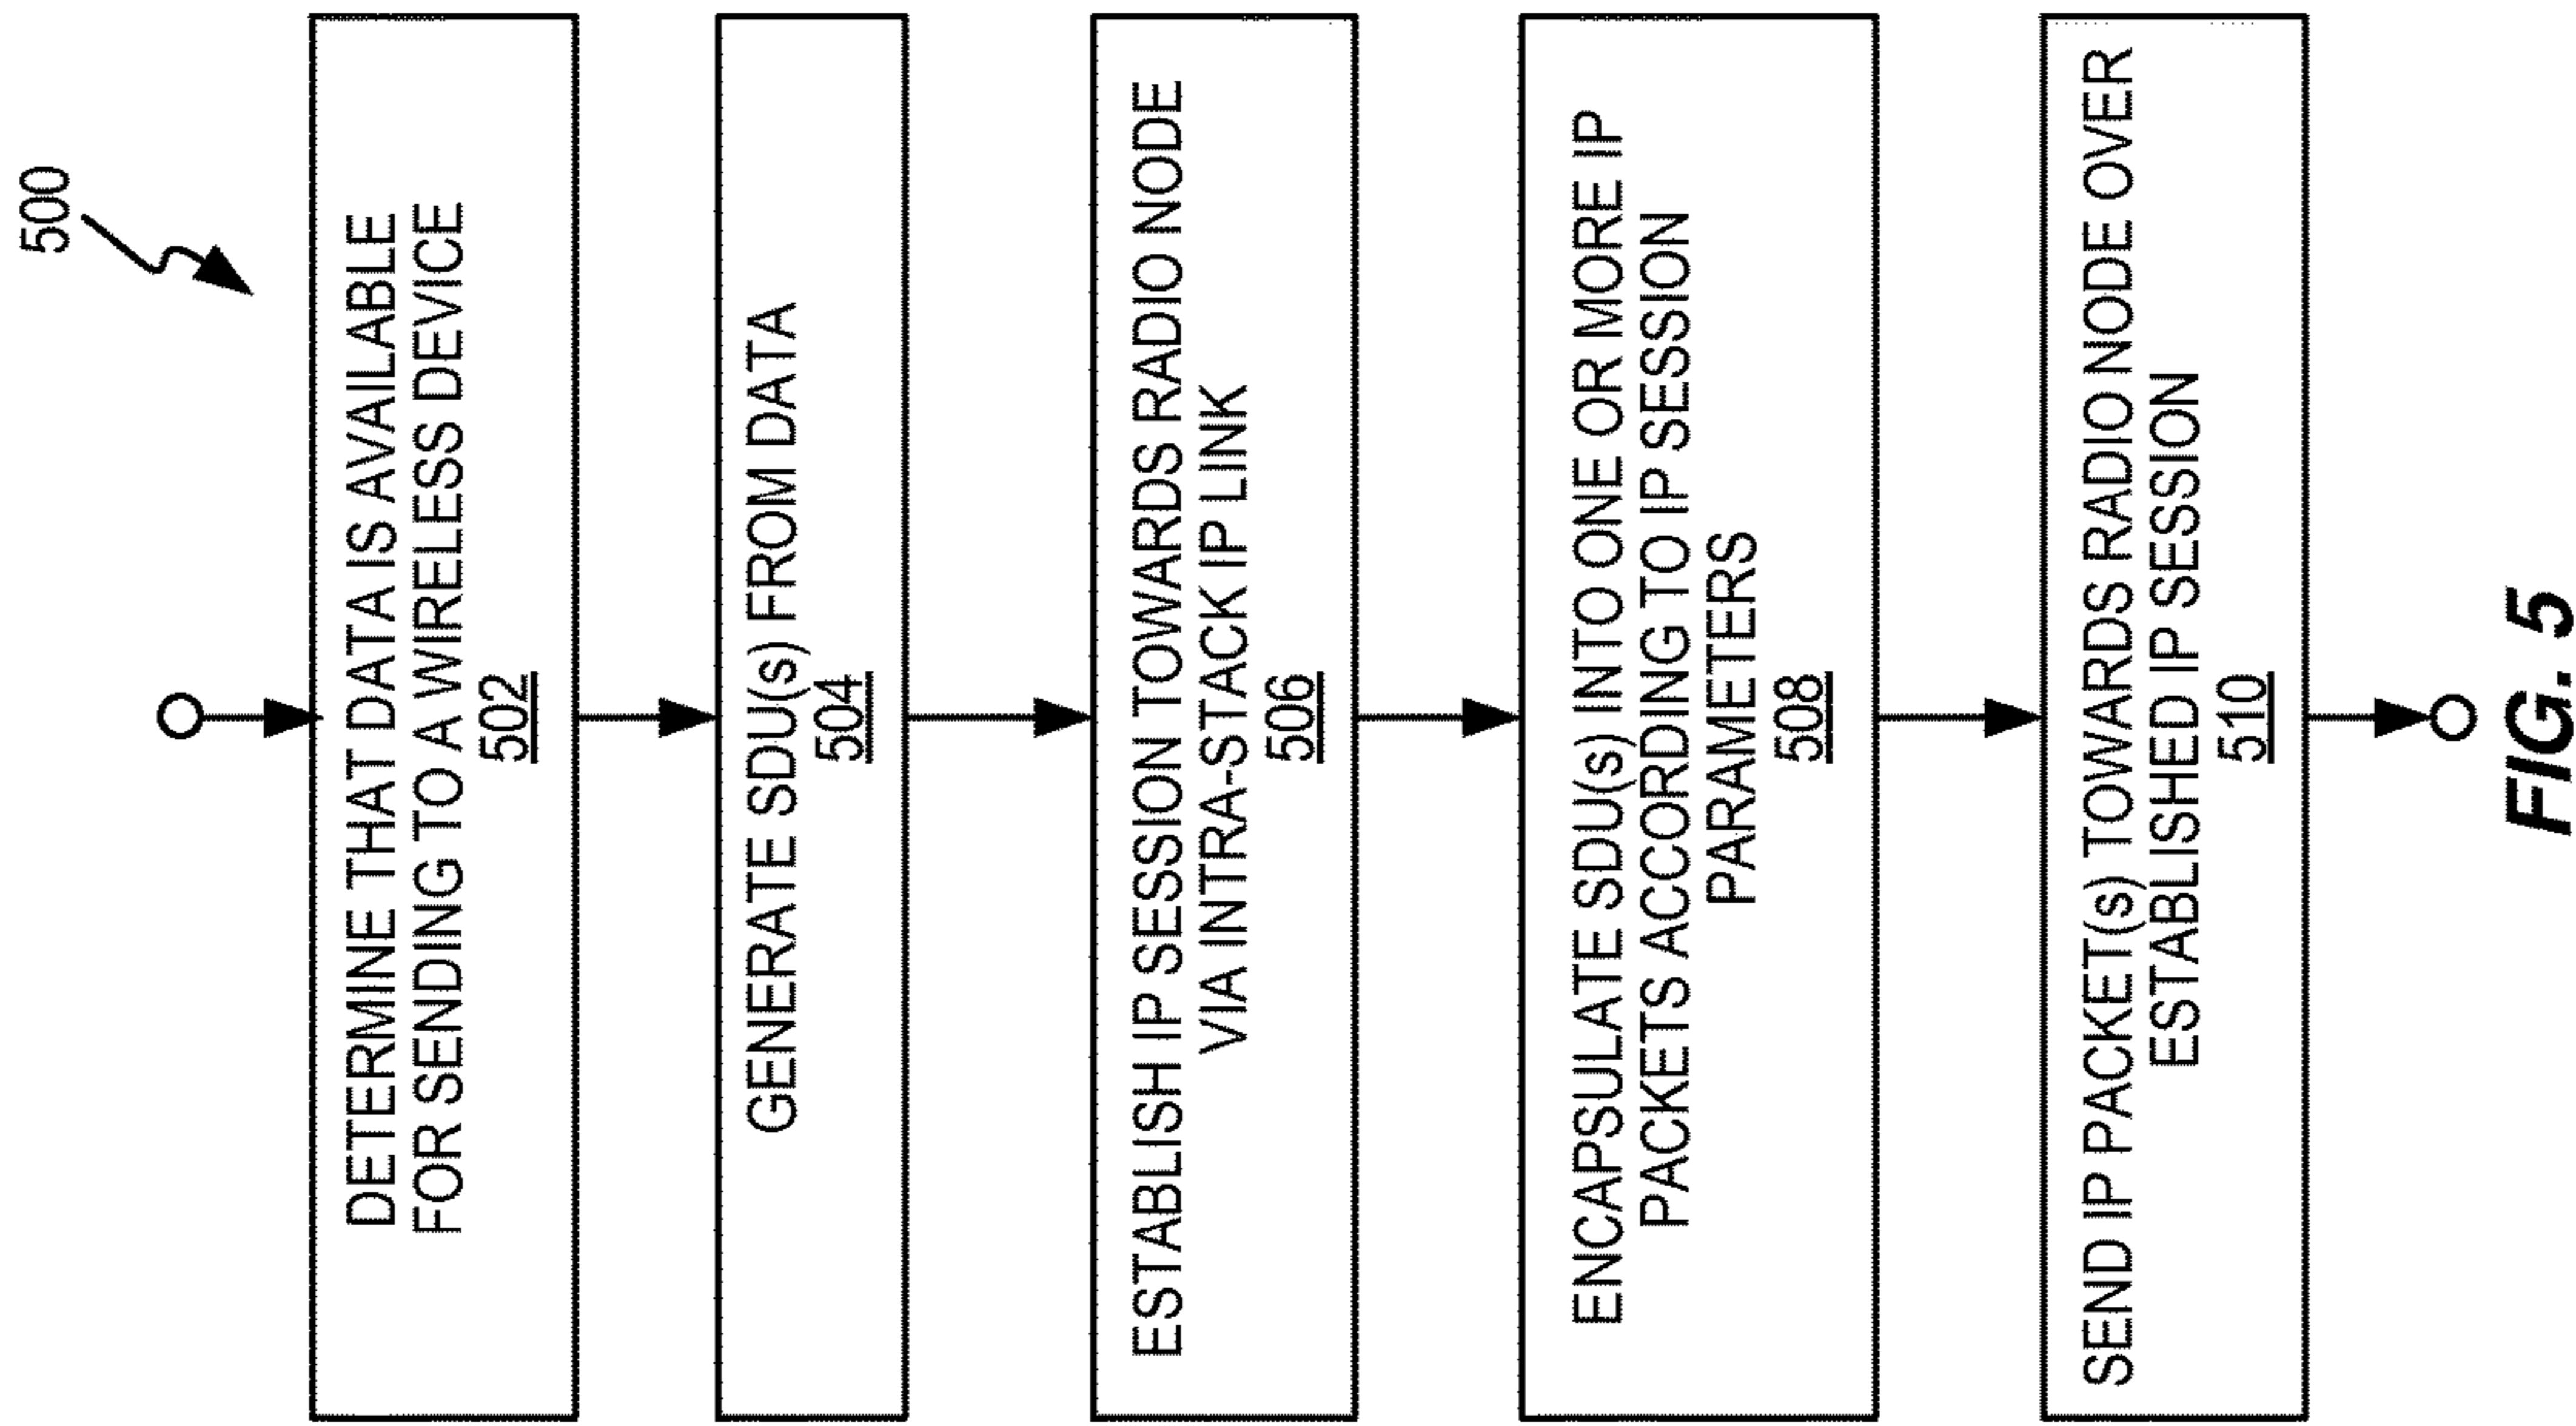 500
DETERMINE THAT DATA IS AVAILABLE
FOR SENDING TO A WIRELESS DEVICE
502
GENERATE SDU(s) FROM DATA
504
ESTABLISH IP SESSION TOWARDS RADIO NODE
VIA INTRA-STACK IP LINK
506
ENCAPSULATE SDU(s) INTO ONE OR MORE IP
PACKETS ACCORDING TO IP SESSION
PARAMETERS
508
SEND IP PACKET(s) TOWARDS RADIO NODE OVER
ESTABLISHED IP SESSION
510
FIG. 5